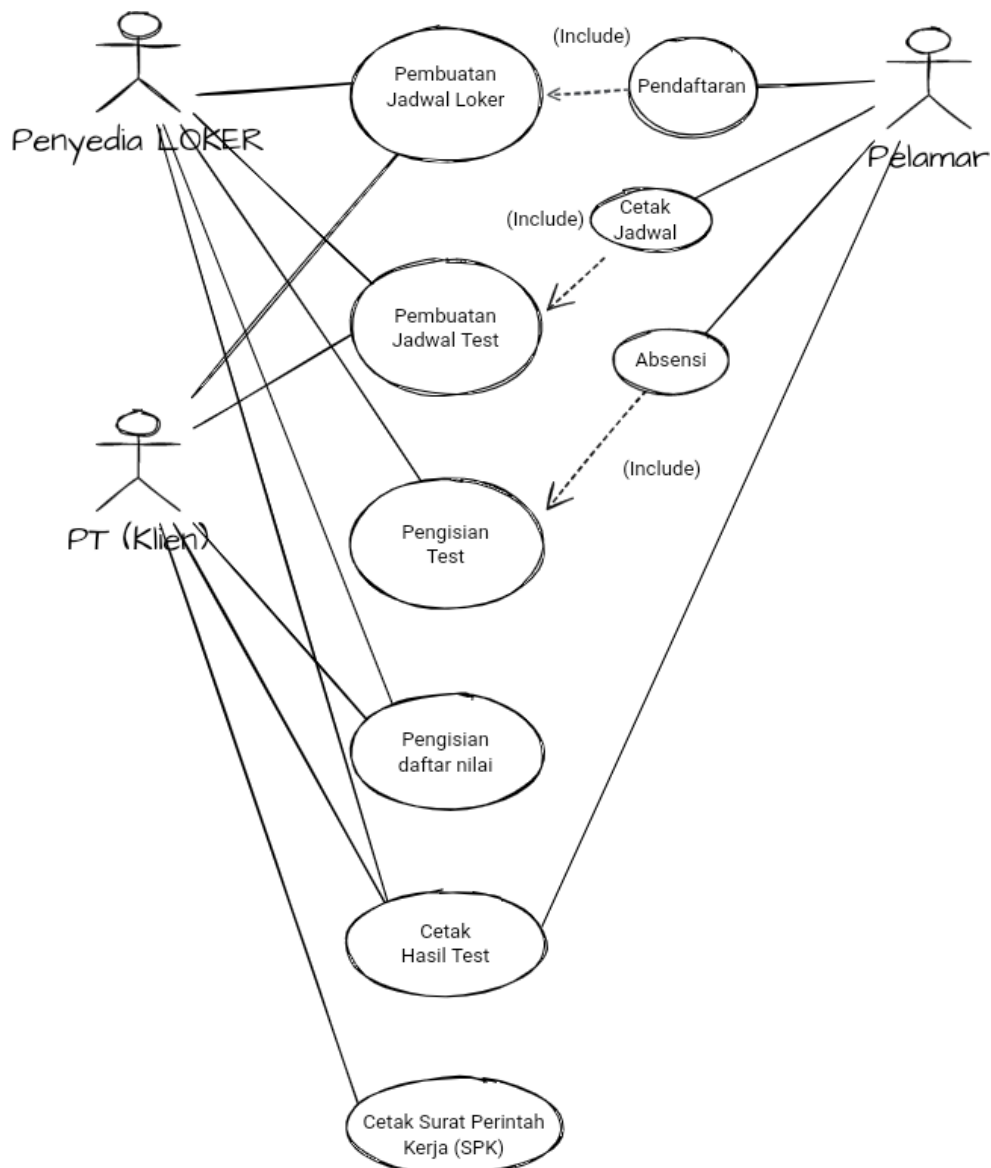 (Include)
Pembuatan
Jadwal Loker
Pendaftaran
Penyedia LOKER
Pelamar
(Include)
Cetak
Jadwal
Pembuatan
Jadwal Test
Absensi
(Include)
PT (Klien)
Pengisian
Test
Pengisian
daftar nilai
Cetak
Hasil Test
Cetak Surat Perintah
Kerja (SPK)